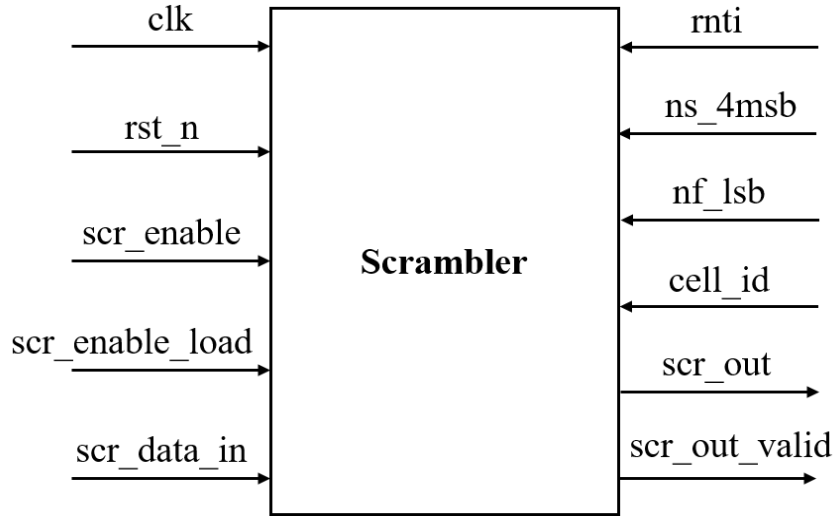 clk
rst_n
scr_enable
scr_enable_load
scr_data_in
Scrambler
rnti
ns_4msb
nf_lsb
cell_id
scr_out
scr_out_valid